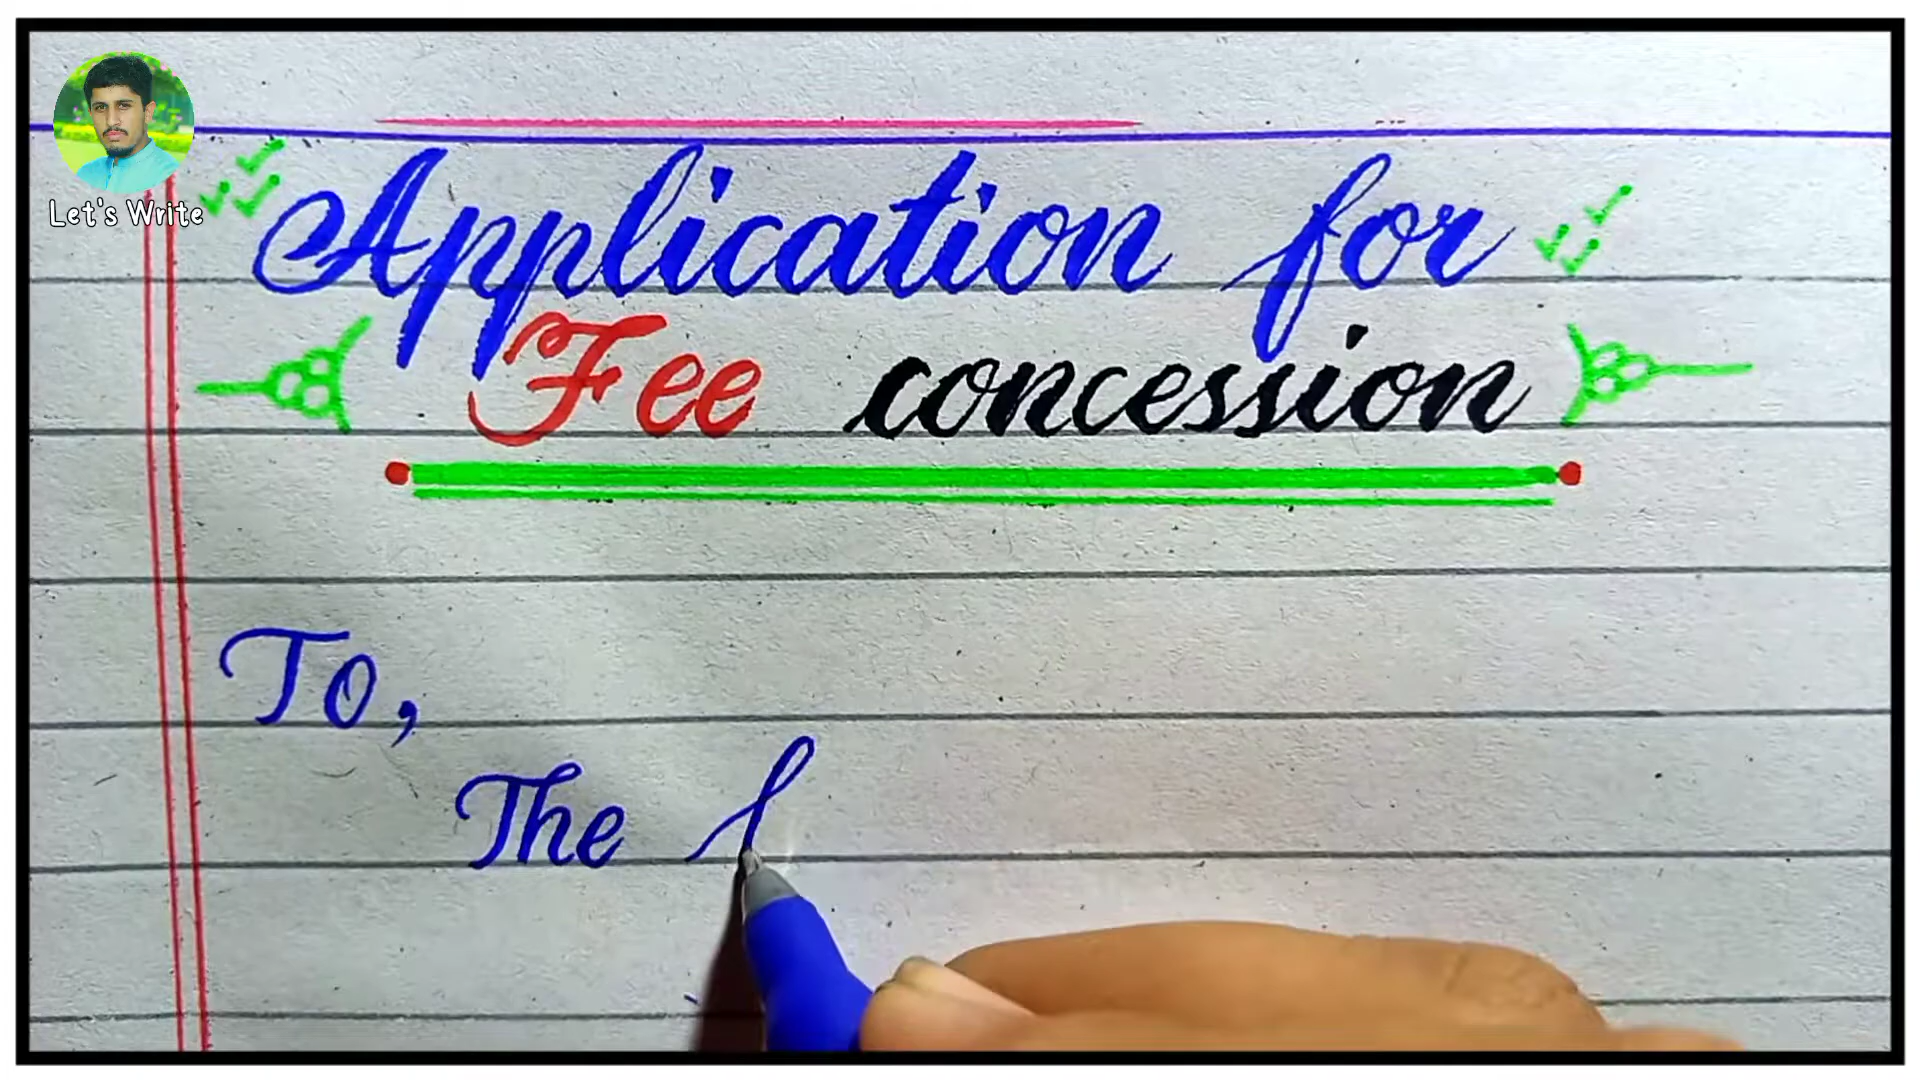 Let's Write
Application for
Fee concession
To,
The